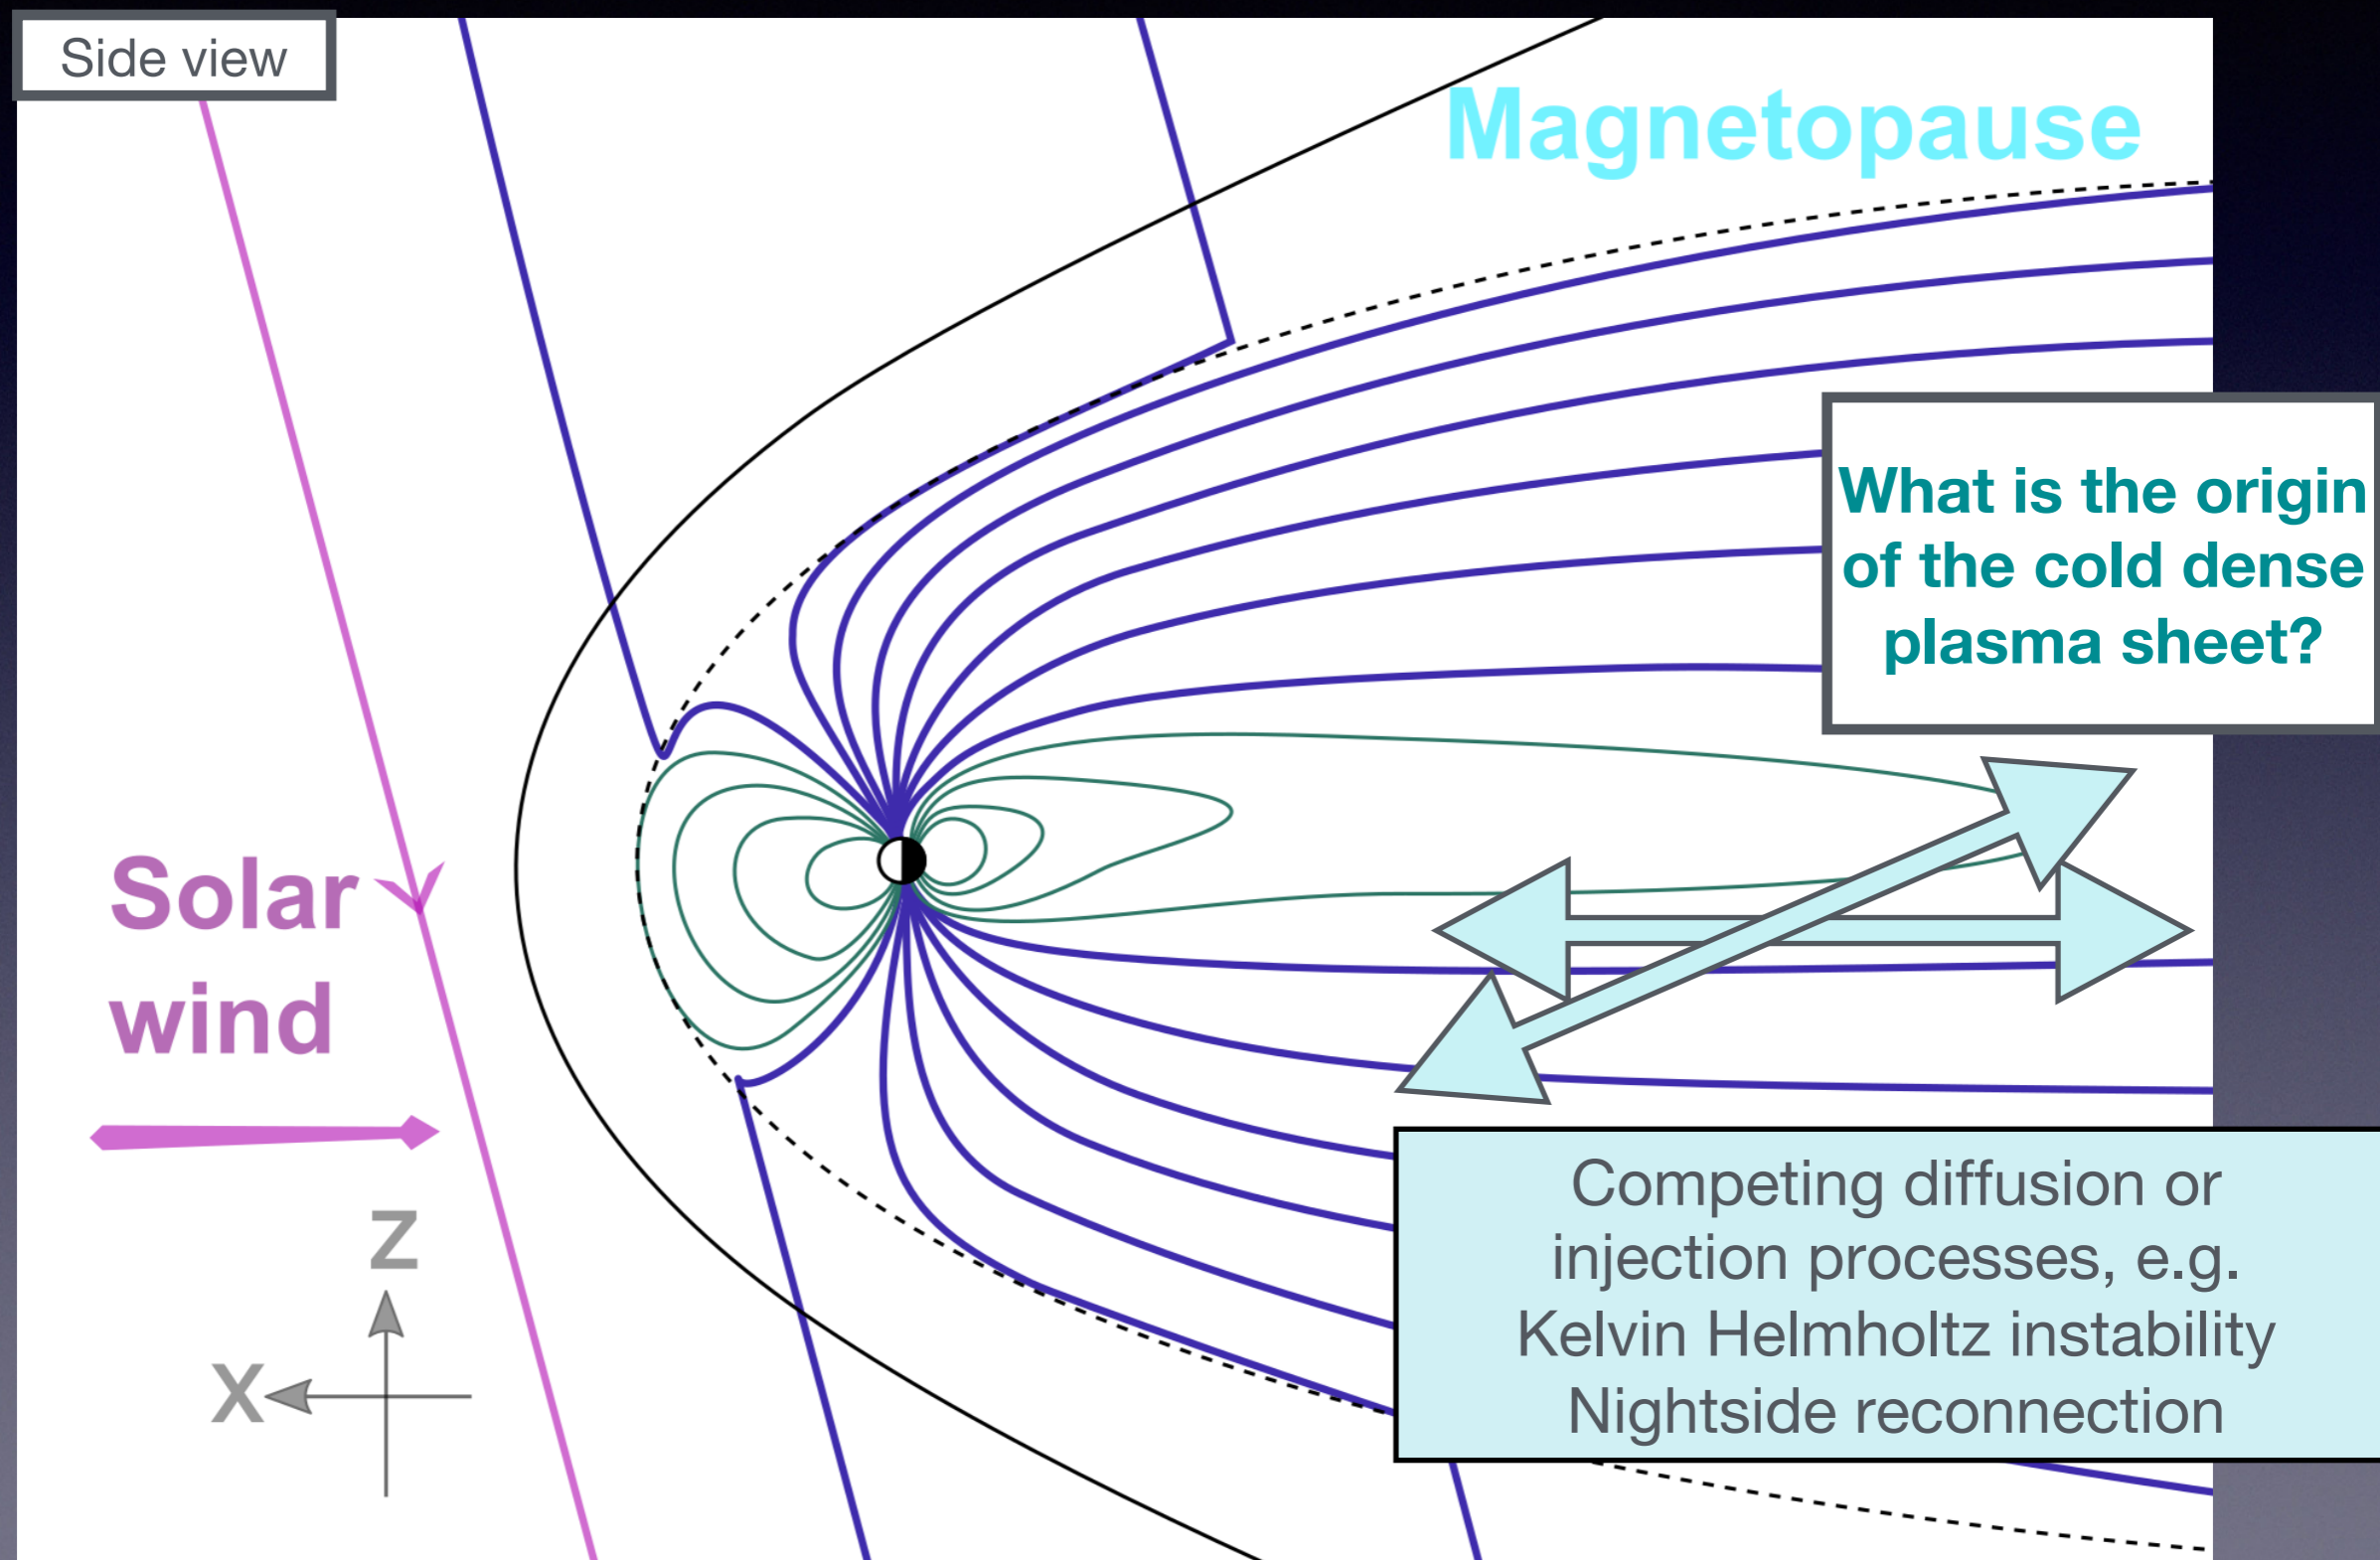 Side view
Magnetopause
What is the origin
of the cold dense
plasma sheet?
Solar
wind
Z
X
Competing diffusion or
injection processes, e.g.
Kelvin Helmholtz instability
Nightside reconnection